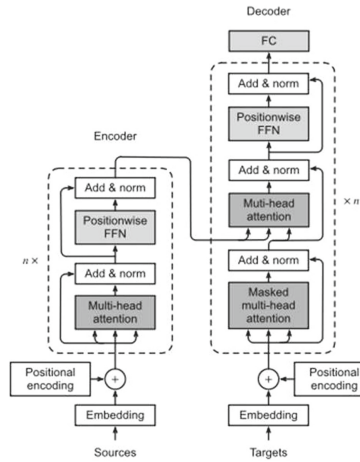 Decoder
FC
Add & norm
Positionwise
FFN
Add & norm
Muti-head
attention
Add & norm
Masked
multi-head
attention
× n
Positional
encoding
Embedding
Targets
Encoder
Add & norm
Positionwise
FFN
Add & norm
Multi-head
attention
n ×
Positional
encoding
Embedding
Sources
+
+